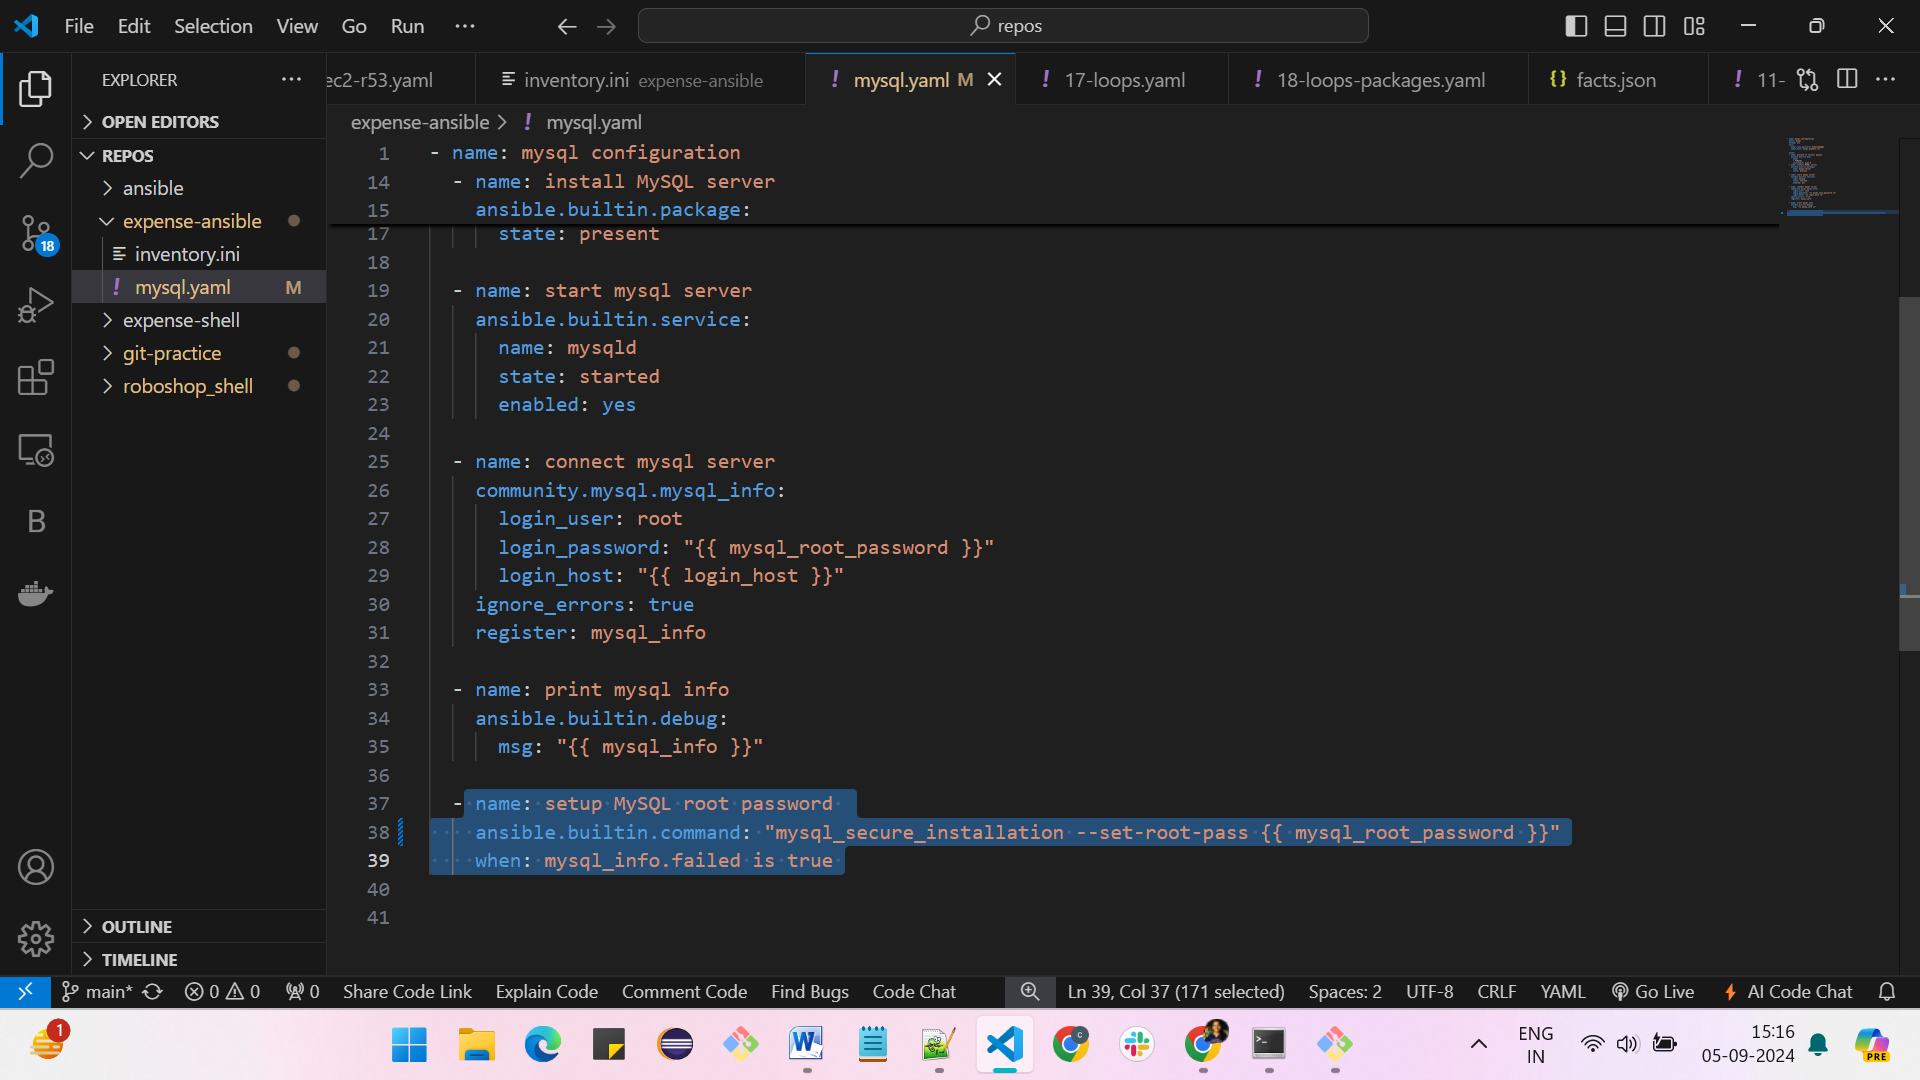 File Edit Selection View Go Run ···
repos
EXPLORER ···
ec2-r53.yaml
inventory.ini expense-ansible
! mysql.yaml M
! 17-loops.yaml
! 18-loops-packages.yaml
{} facts.json
! 11-
OPEN EDITORS
REPOS
ansible
expense-ansible
inventory.ini
! mysql.yaml M
expense-shell
git-practice
roboshop_shell
OUTLINE
TIMELINE
18
B
expense-ansible > ! mysql.yaml
1 - name: mysql configuration
14 - name: install MySQL server
15 ansible.builtin.package:
17 state: present
18
19 - name: start mysql server
20 ansible.builtin.service:
21 name: mysqld
22 state: started
23 enabled: yes
24
25 - name: connect mysql server
26 community.mysql.mysql_info:
27 login_user: root
28 login_password: "{{ mysql_root_password }}"
29 login_host: "{{ login_host }}"
30 ignore_errors: true
31 register: mysql_info
32
33 - name: print mysql info
34 ansible.builtin.debug:
35 msg: "{{ mysql_info }}"
36
37 - name: setup MySQL root password
38 ansible.builtin.command: "mysql_secure_installation --set-root-pass {{ mysql_root_password }}"
39 when: mysql_info.failed is true
40
41
main* 0 0 0 Share Code Link Explain Code Comment Code Find Bugs Code Chat Ln 39, Col 37 (171 selected) Spaces: 2 UTF-8 CRLF YAML Go Live AI Code Chat
1
ENG
IN
15:16
05-09-2024
PRE